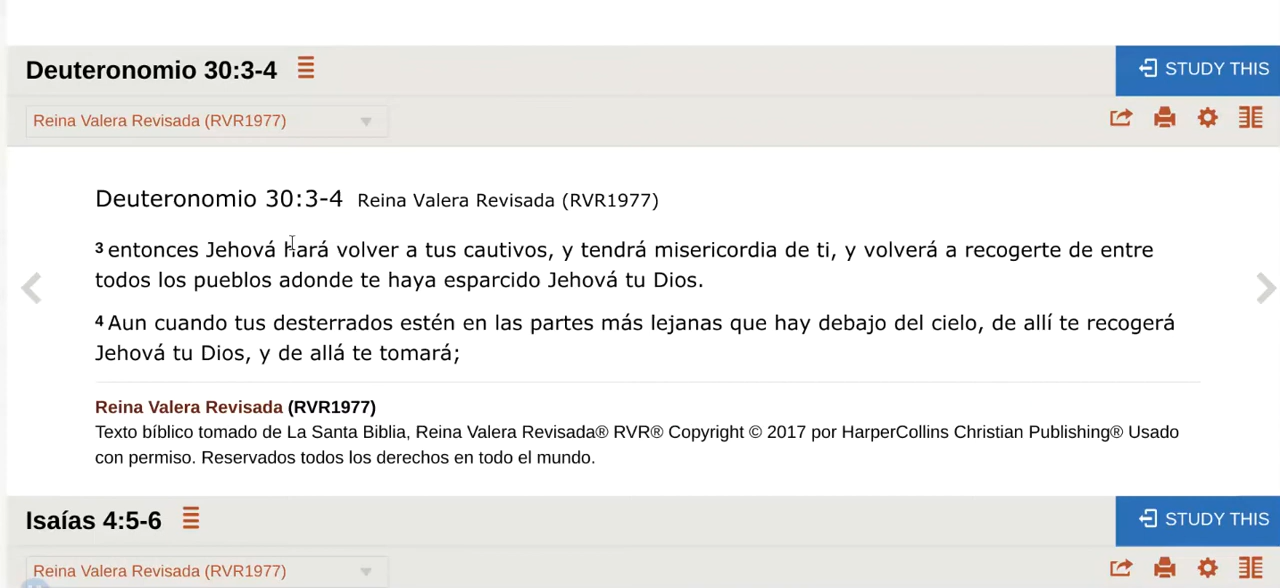 Deuteronomio 30:3-4
STUDY THIS
Reina Valera Revisada (RVR1977)
Deuteronomio 30:3-4 Reina Valera Revisada (RVR1977)
3 entonces Jehová hará volver a tus cautivos, y tendrá misericordia de ti, y volverá a recogerte de entre
todos los pueblos adonde te haya esparcido Jehová tu Dios.
4 Aun cuando tus desterrados estén en las partes más lejanas que hay debajo del cielo, de allí te recogerá
Jehová tu Dios, y de allá te tomará;
Reina Valera Revisada (RVR1977)
Texto bíblico tomado de La Santa Biblia, Reina Valera Revisada® RVR® Copyright © 2017 por HarperCollins Christian Publishing® Usado
con permiso. Reservados todos los derechos en todo el mundo.
Isaías 4:5-6
STUDY THIS
Reina Valera Revisada (RVR1977)